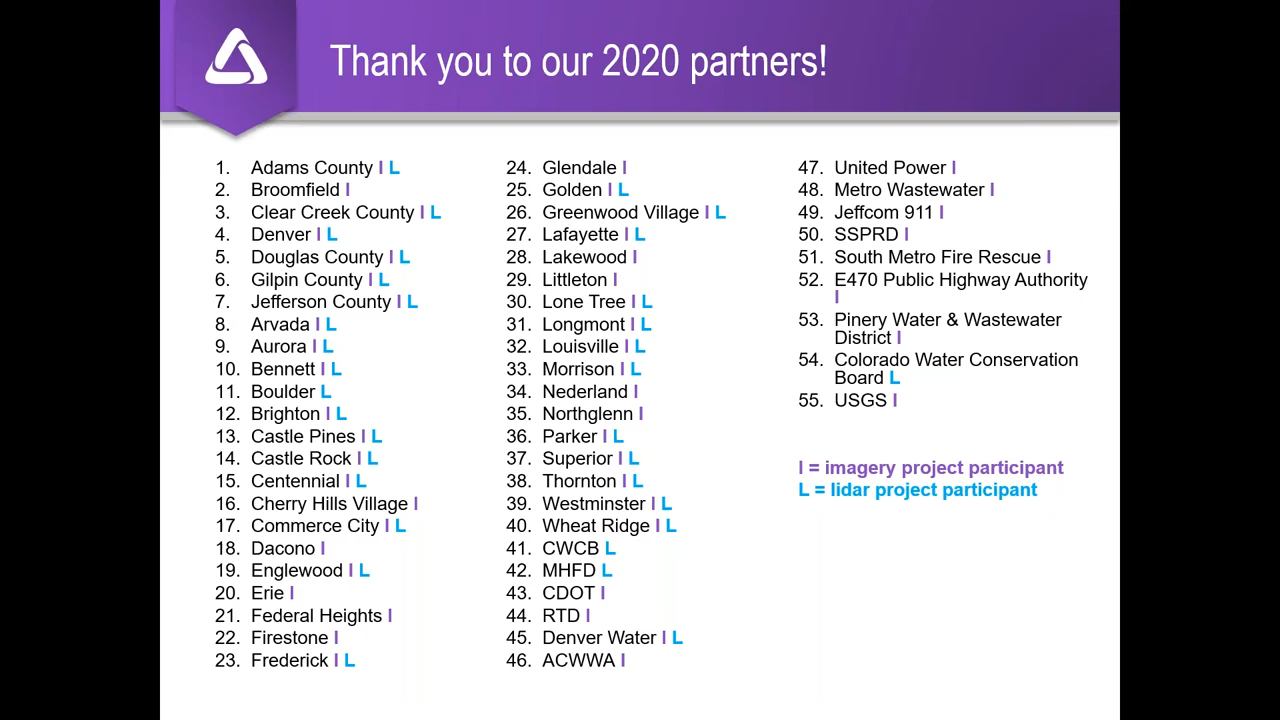 Thank you to our 2020 partners!
1. Adams County I L
2. Broomfield I
3. Clear Creek County I L
4. Denver I L
5. Douglas County I L
6. Gilpin County I L
7. Jefferson County I L
8. Arvada I L
9. Aurora I L
10. Bennett I L
11. Boulder L
12. Brighton I L
13. Castle Pines I L
14. Castle Rock I L
15. Centennial I L
16. Cherry Hills Village I
17. Commerce City I L
18. Dacono I
19. Englewood I L
20. Erie I
21. Federal Heights I
22. Firestone I
23. Frederick I L
24. Glendale I
25. Golden I L
26. Greenwood Village I L
27. Lafayette I L
28. Lakewood I
29. Littleton I
30. Lone Tree I L
31. Longmont I L
32. Louisville I L
33. Morrison I L
34. Nederland I
35. Northglenn I
36. Parker I L
37. Superior I L
38. Thornton I L
39. Westminster I L
40. Wheat Ridge I L
41. CWCB L
42. MHFD L
43. CDOT I
44. RTD I
45. Denver Water I L
46. ACWWA I
47. United Power I
48. Metro Wastewater I
49. Jeffcom 911 I
50. SSPRD I
51. South Metro Fire Rescue I
52. E470 Public Highway Authority
I
53. Pinery Water & Wastewater
District I
54. Colorado Water Conservation
Board L
55. USGS I
I = imagery project participant
L = lidar project participant